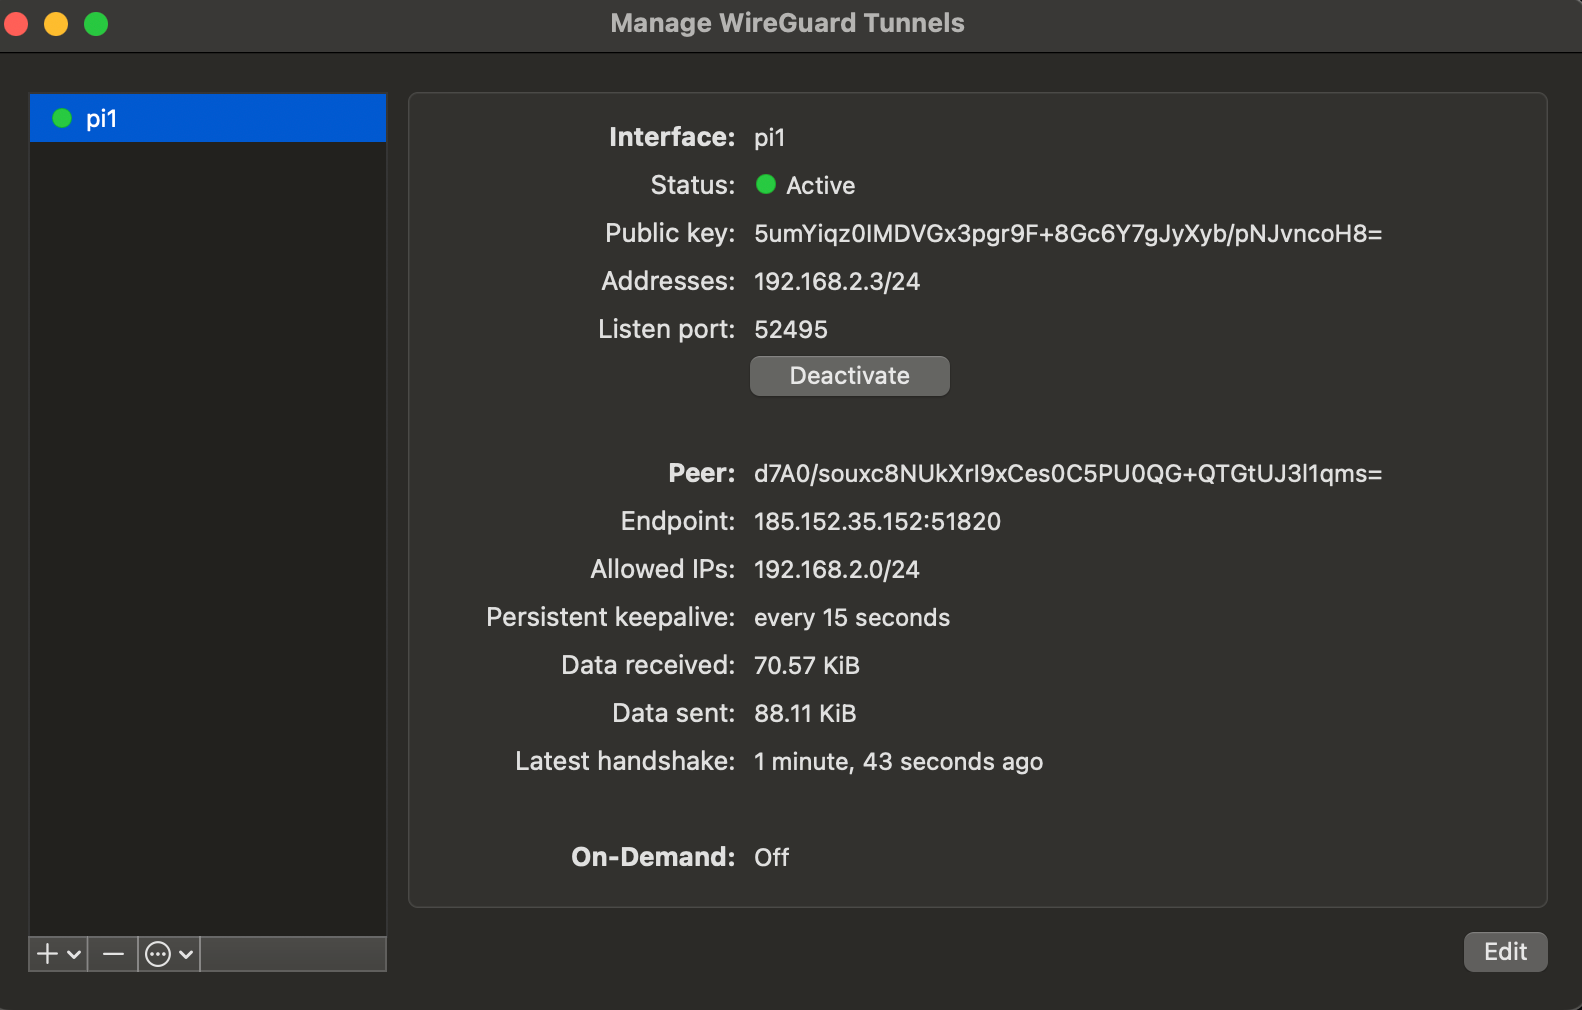 Manage WireGuard Tunnels
pi1
Interface: pi1
Status: Active
Public key: 5umYiqz0IMDVGx3pgr9F+8Gc6Y7gJyXyb/pNJvncoH8=
Addresses: 192.168.2.3/24
Listen port: 52495
Deactivate
Peer: d7A0/souxc8NUkXrI9xCes0C5PU0QG+QTGtUJ3l1qms=
Endpoint: 185.152.35.152:51820
Allowed IPs: 192.168.2.0/24
Persistent keepalive: every 15 seconds
Data received: 70.57 KiB
Data sent: 88.11 KiB
Latest handshake: 1 minute, 43 seconds ago
On-Demand: Off
Edit